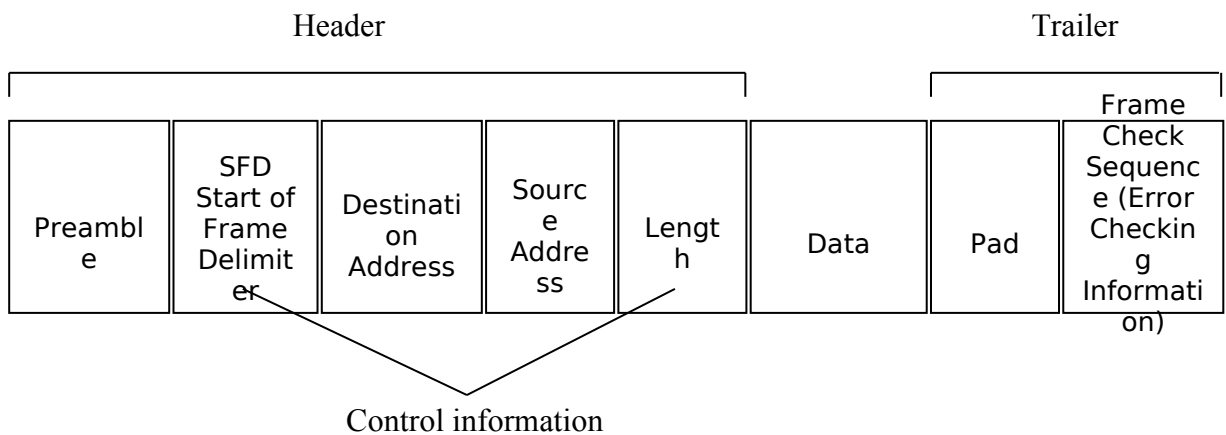 Header
Trailer
Preambl
e
SFD
Start of
Frame
Delimit
er
Destinati
on
Address
Sourc
e
Addre
ss
Lengt
h
Data
Pad
Frame
Check
Sequenc
e (Error
Checkin
g
Informati
on)
Control information